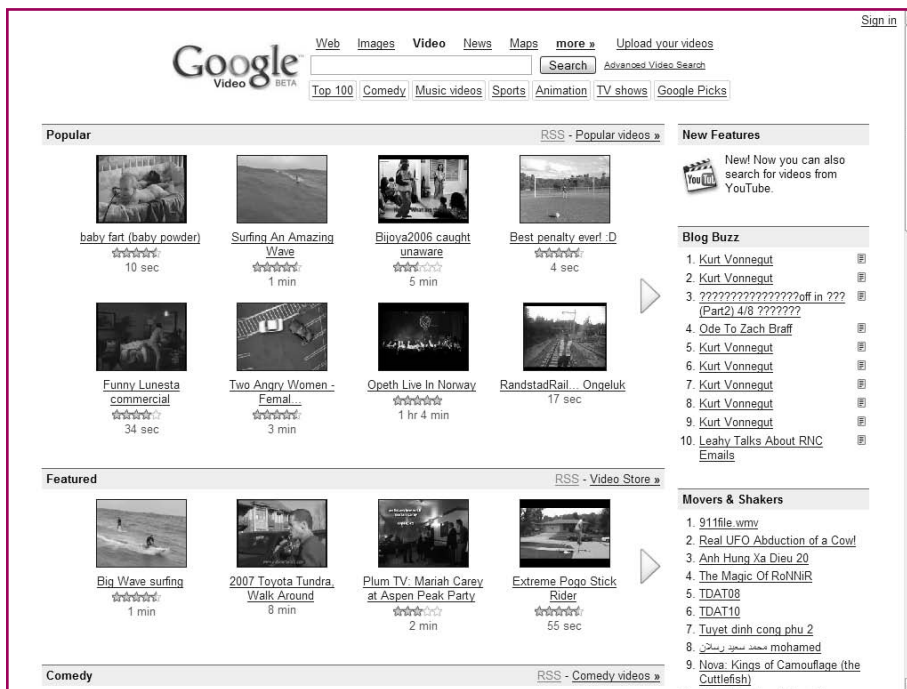 Sign in
Web Images Video News Maps more » Upload your videos
Google
Video BETA
Search Advanced Video Search
Top 100 Comedy Music videos Sports Animation TV shows Google Picks
Popular RSS - Popular videos »
baby fart (baby powder)
10 sec
Surfing An Amazing
Wave
1 min
Bijoya2006 caught
unaware
5 min
Best penalty ever! :D
4 sec
Funny Lunesta
commercial
34 sec
Two Angry Women -
Femal...
3 min
Opeth Live In Norway
1 hr 4 min
RandstadRail... Ongeluk
17 sec
Featured RSS - Video Store »
Big Wave surfing
1 min
2007 Toyota Tundra,
Walk Around
8 min
Plum TV: Mariah Carey
at Aspen Peak Party
2 min
Extreme Pogo Stick
Rider
55 sec
Comedy RSS - Comedy videos »
New Features
You Tube
New! Now you can also
search for videos from
YouTube.
Blog Buzz
1. Kurt Vonnegut
2. Kurt Vonnegut
3. ????????????????off in ???
(Part2) 4/8 ???????
4. Ode To Zach Braff
5. Kurt Vonnegut
6. Kurt Vonnegut
7. Kurt Vonnegut
8. Kurt Vonnegut
9. Kurt Vonnegut
10. Leahy Talks About RNC
Emails
Movers & Shakers
1. 911file.wmv
2. Real UFO Abduction of a Cow!
3. Anh Hung Xa Dieu 20
4. The Magic Of RoNNiR
5. TDAT08
6. TDAT10
7. Tuyet dinh cong phu 2
8. محمد سعيد رسلان mohamed
9. Nova: Kings of Camouflage (the
Cuttlefish)